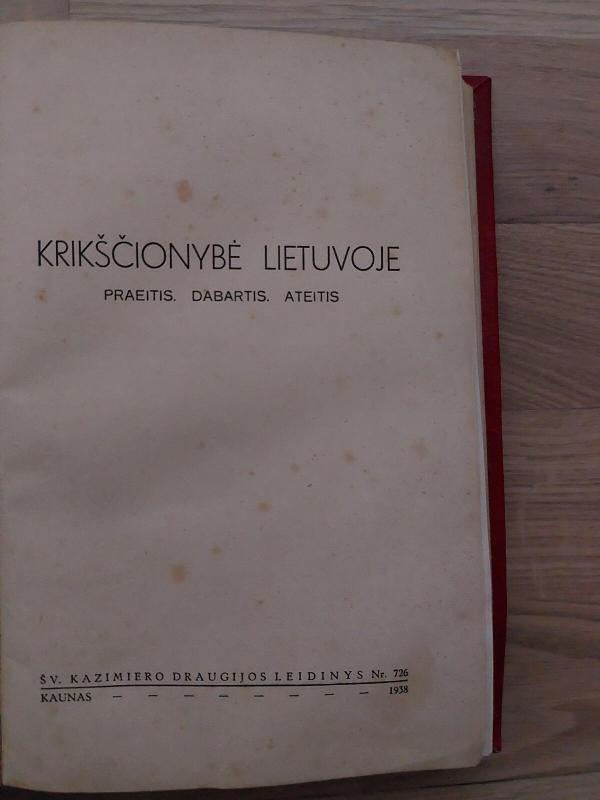 KRIKŠČIONYBĖ LIETUVOJE
PRAEITIS. DABARTIS. ATEITIS
ŠV. KAZIMIERO DRAUGIJOS LEIDINYS Nr. 726
KAUNAS — — — — — — — — 1938